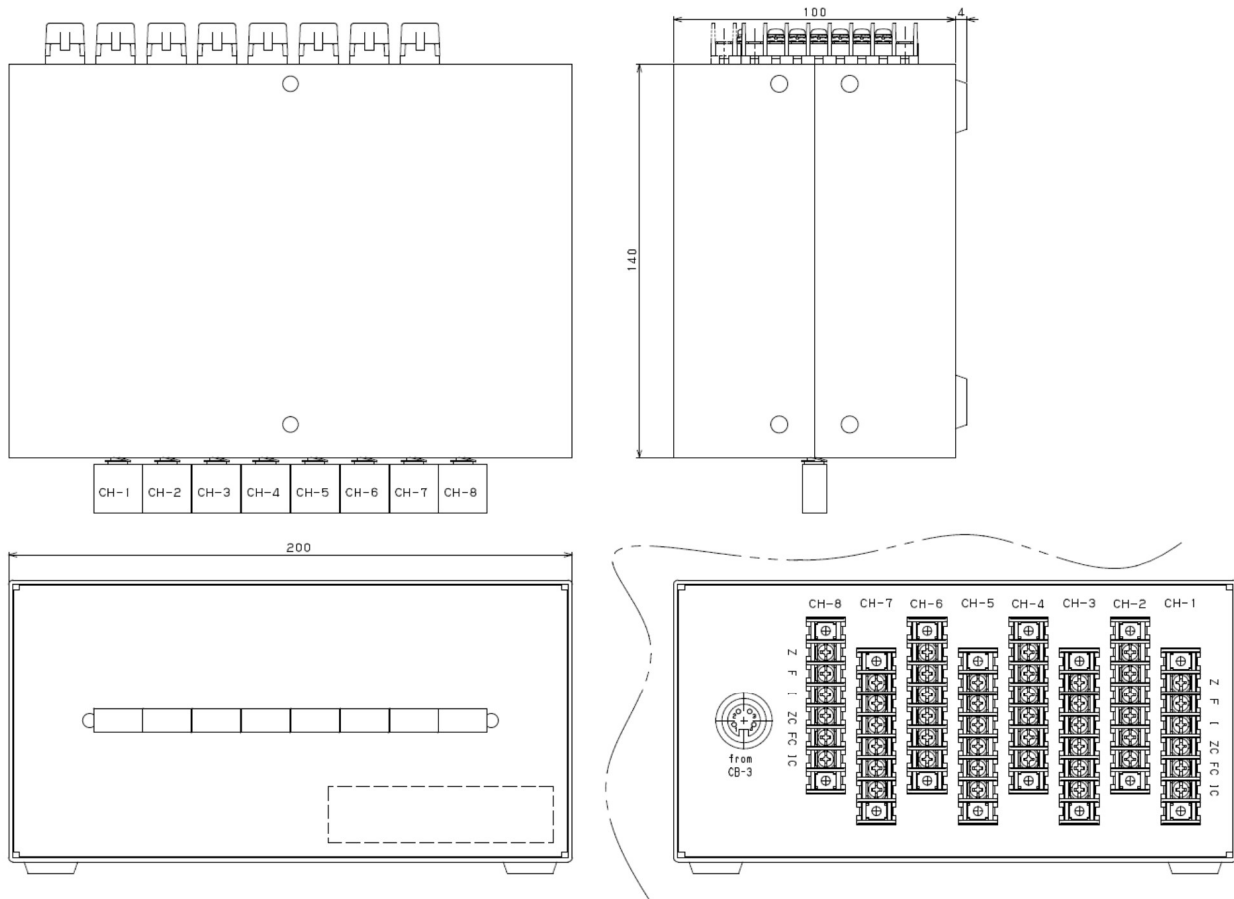 100
4
140
CH-1 CH-2 CH-3 CH-4 CH-5 CH-6 CH-7 CH-8
200
CH-8 CH-7 CH-6 CH-5 CH-4 CH-3 CH-2 CH-1
Z F I ZC FC IC
Z F I ZC FC IC
from
CB-3